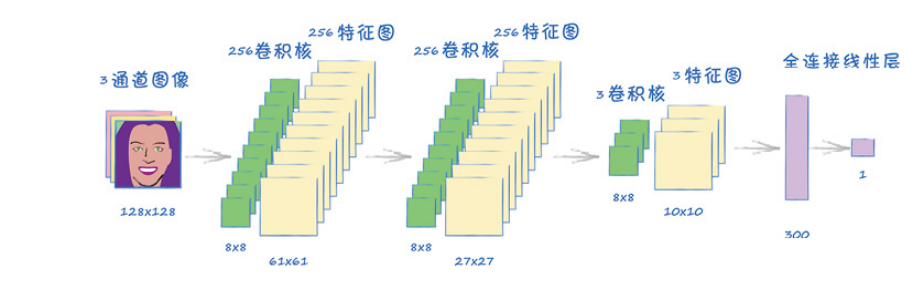 3通道图像
128x128
256卷积核
8x8
256特征图
61x61
256卷积核
8x8
256特征图
27x27
3卷积核
8x8
3特征图
10x10
300
全连接线性层
1